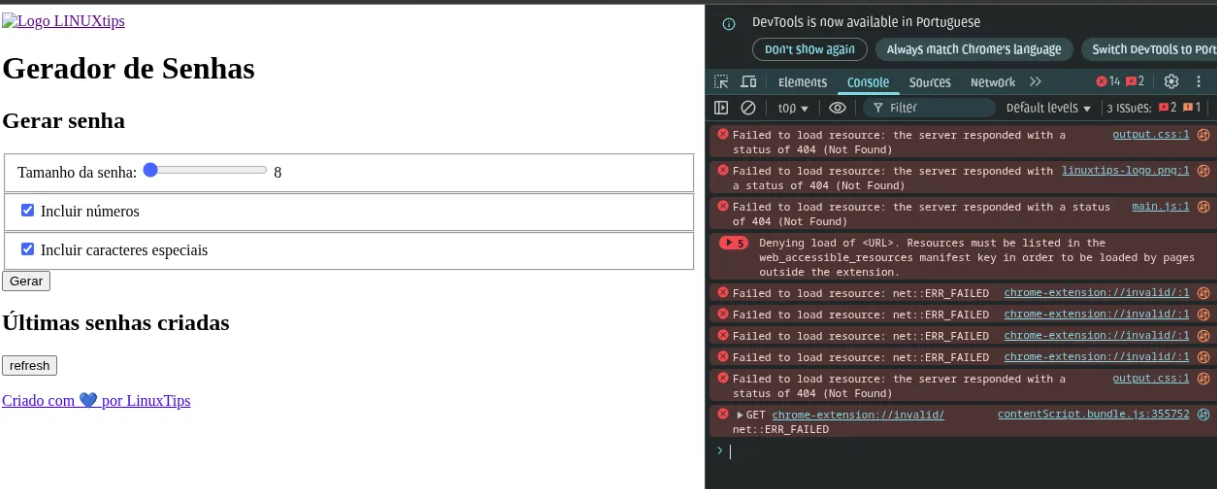 Logo LINUXtips
Gerador de Senhas
Gerar senha
Tamanho da senha: 8
Incluir números
Incluir caracteres especiais
Gerar
Últimas senhas criadas
refresh
Criado com 💙 por LinuxTips
DevTools is now available in Portuguese
Don't show again Always match Chrome's language Switch DevTools to Port
Elements Console Sources Network 14 2
top Filter Default levels 3 Issues: 2 1
Failed to load resource: the server responded with a output.css:1
status of 404 (Not Found)
Failed to load resource: the server responded with linuxtips-logo.png:1
a status of 404 (Not Found)
Failed to load resource: the server responded with a status main.js:1
of 404 (Not Found)
5 Denying load of <URL>. Resources must be listed in the
web_accessible_resources manifest key in order to be loaded by pages
outside the extension.
Failed to load resource: net::ERR_FAILED chrome-extension://invalid/:1
Failed to load resource: net::ERR_FAILED chrome-extension://invalid/:1
Failed to load resource: net::ERR_FAILED chrome-extension://invalid/:1
Failed to load resource: net::ERR_FAILED chrome-extension://invalid/:1
Failed to load resource: the server responded with a output.css:1
status of 404 (Not Found)
GET chrome-extension://invalid/ contentScript.bundle.js:355752
net::ERR_FAILED